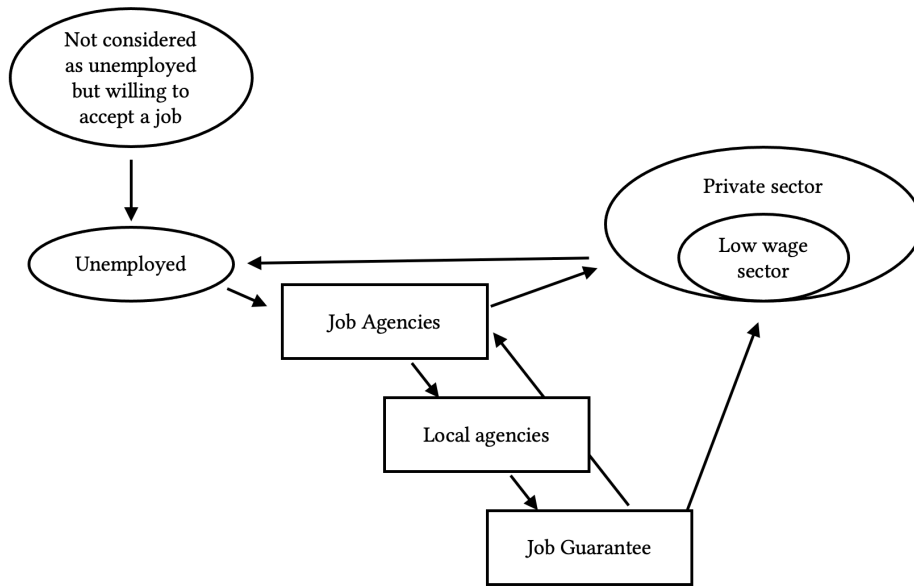 Not considered
as unemployed
but willing to
accept a job
Private sector
Low wage
sector
Unemployed
Job Agencies
Local agencies
Job Guarantee